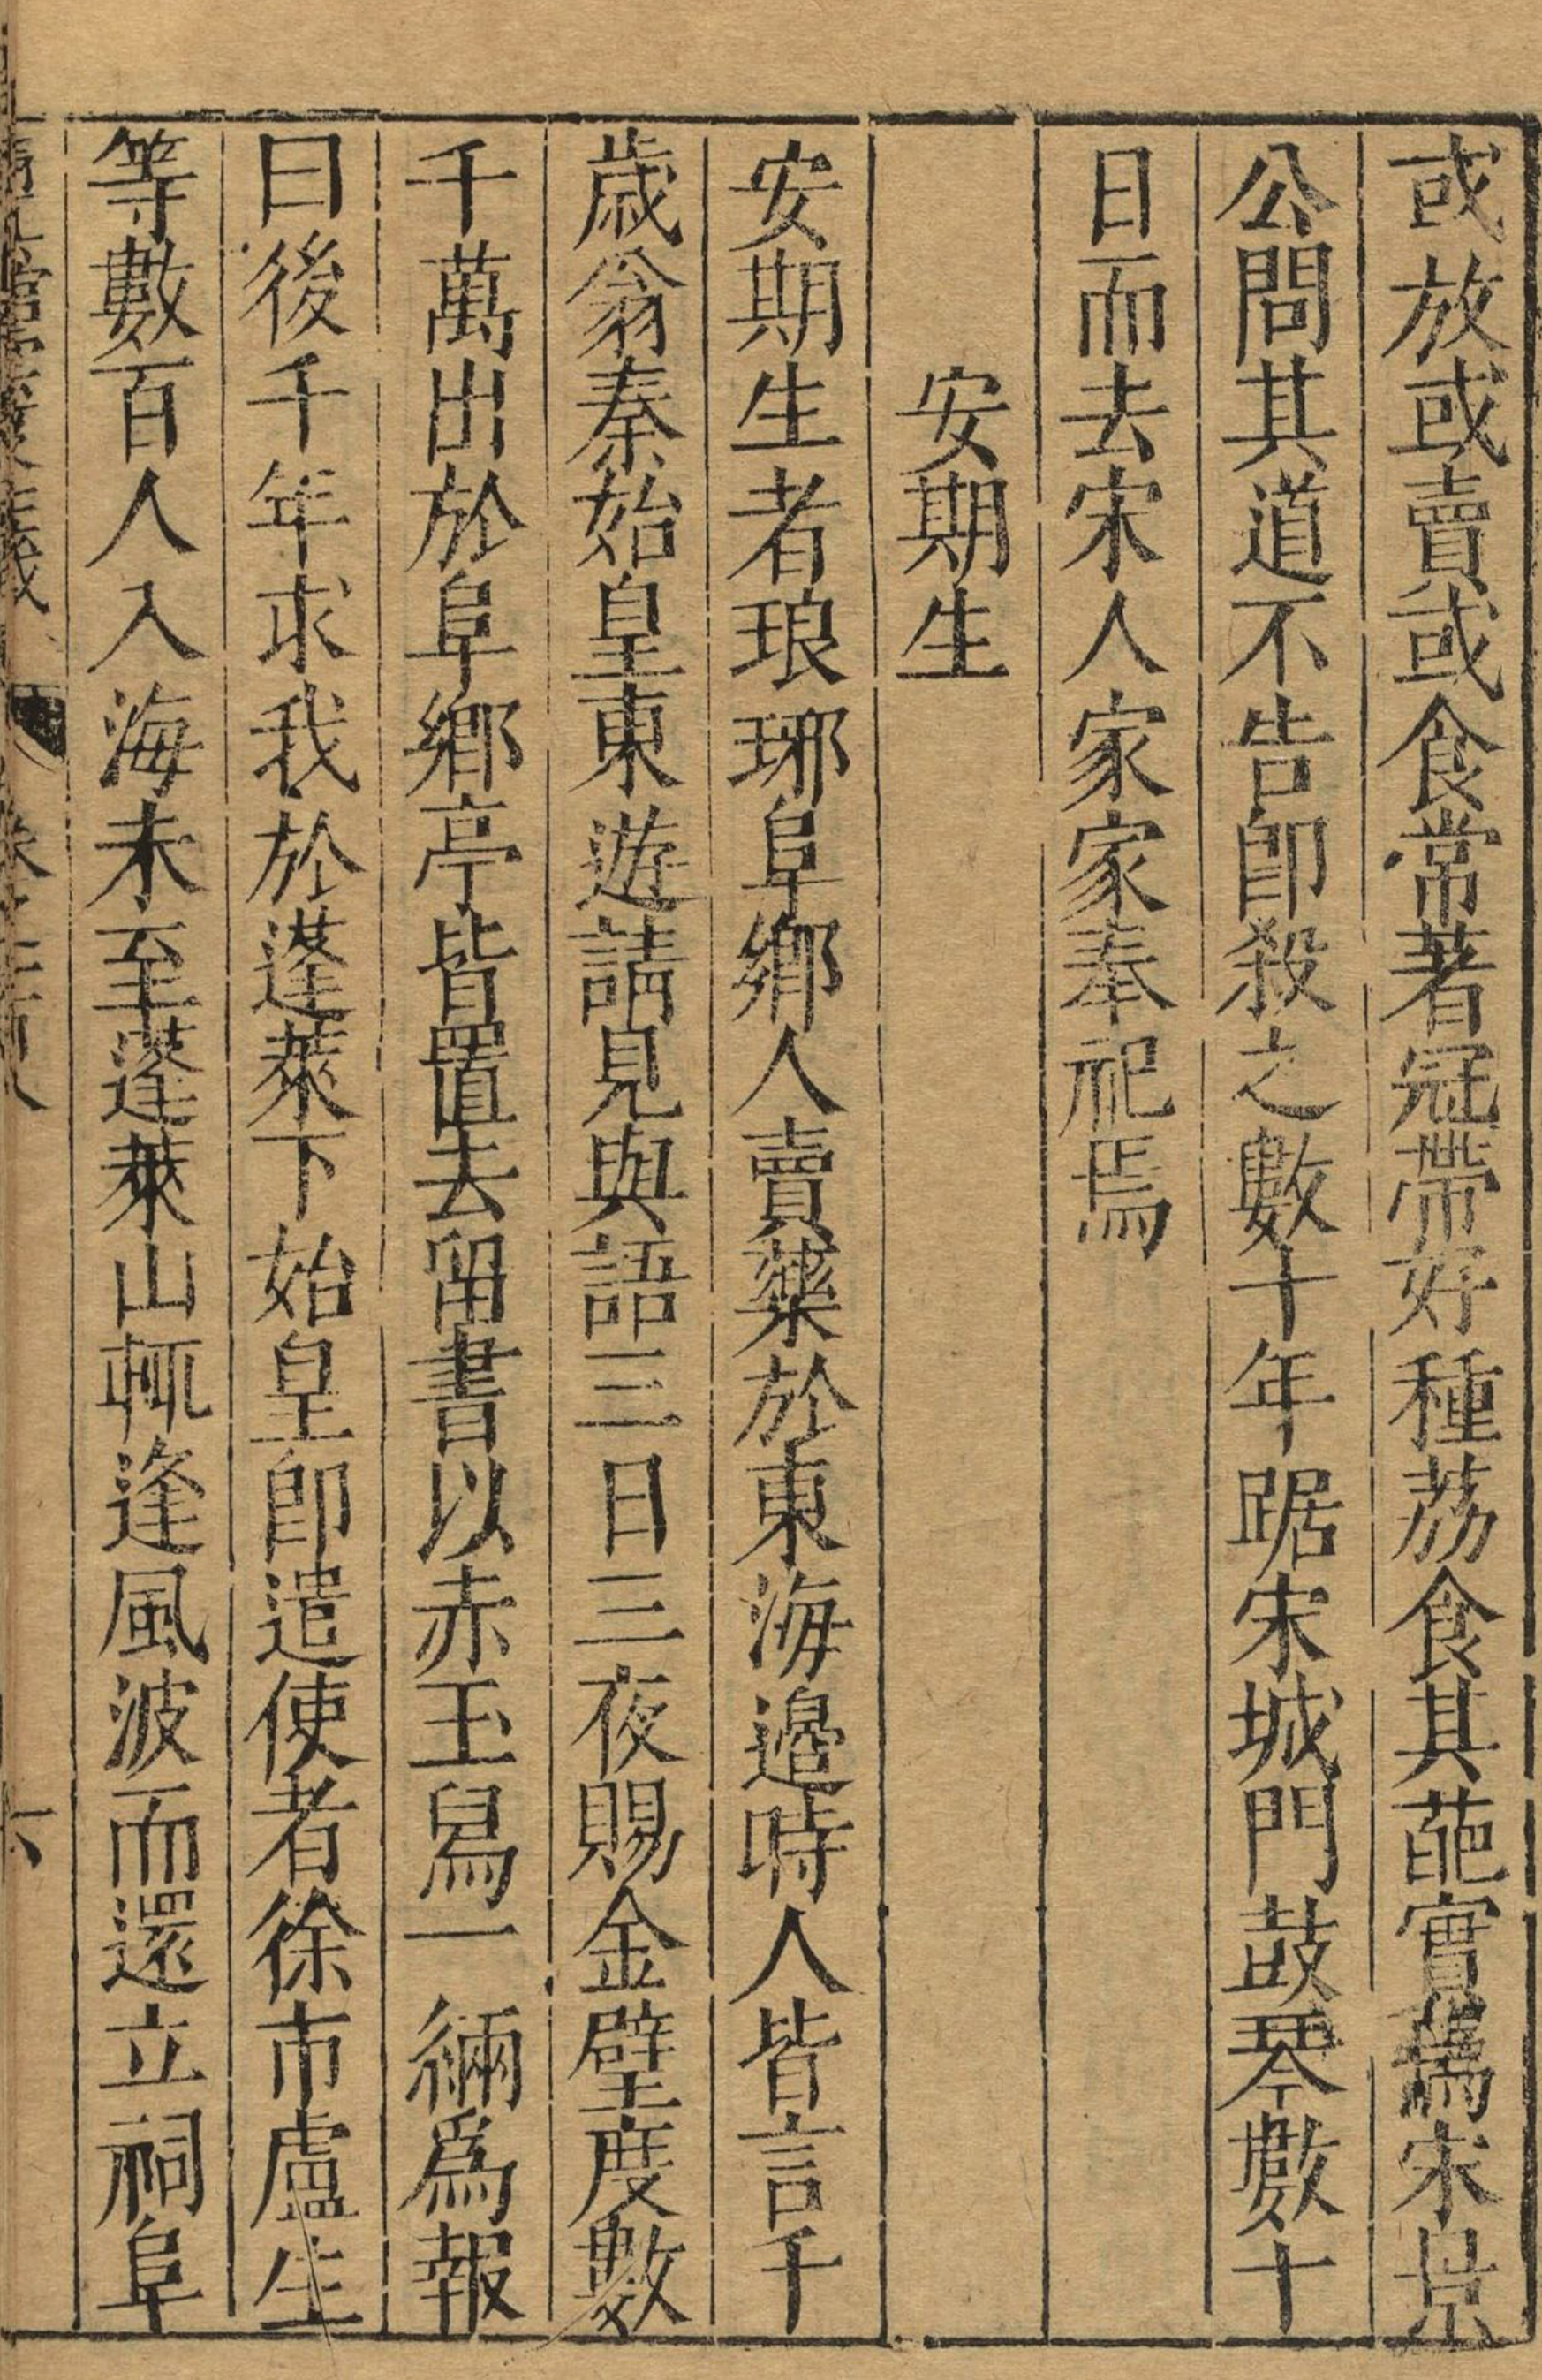 或放或賣或食常著冠帶好種荔食其葩實焉宋景
公問其道不告即殺之數十年踞宋城門鼓琴數十
日而去宋人家家奉祀焉
安期生
安期生者琅琊阜鄉人賣藥於東海邊時人皆言千
歲翁秦始皇東遊請見與語三日三夜賜金璧度數
千萬出於阜鄉亭皆置去留書以赤玉舄一緉爲報
曰後千年求我於蓬萊下始皇即遣使者徐市盧生
等數百人入海未至蓬萊山輒逢風波而還立祠阜
六